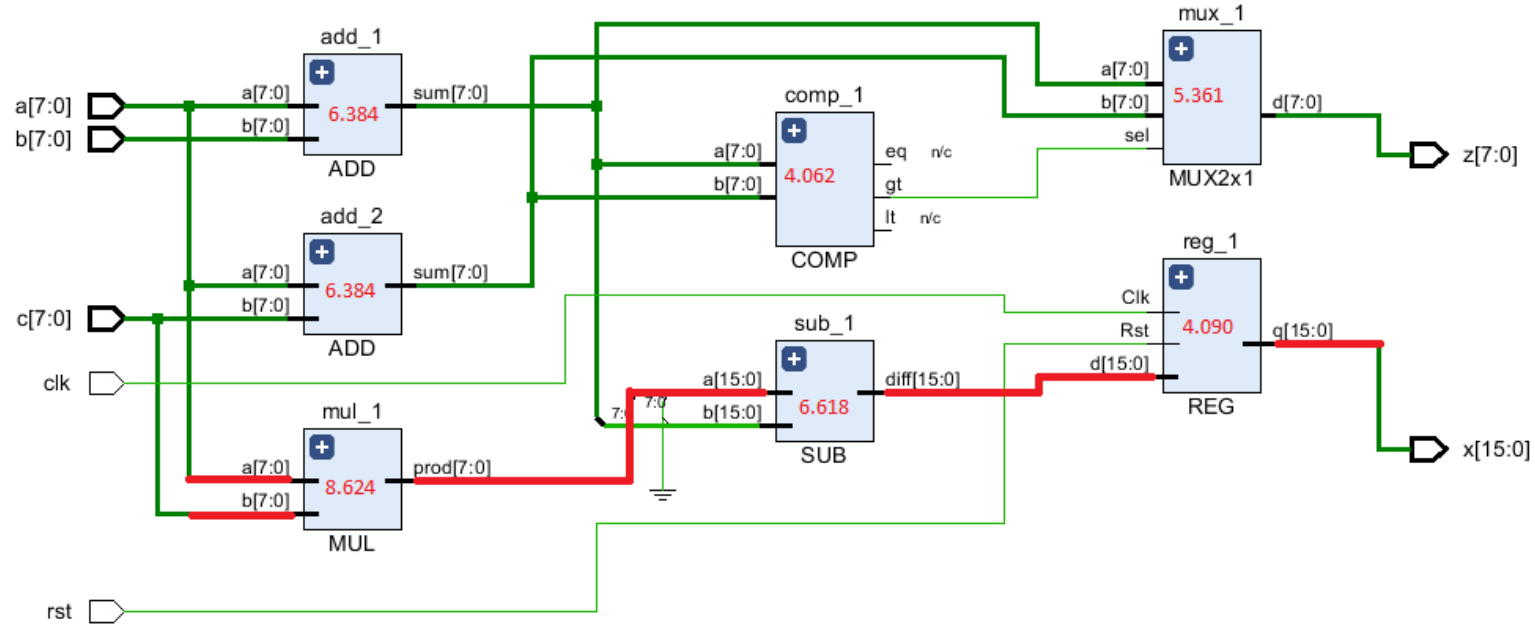 mux_1
add_1
a[7:0]
a[7:0]
6.384
sum[7:0]
b[7:0]
b[7:0]
ADD
comp_1
a[7:0]
4.062
b[7:0]
eq n/c
gt
lt n/c
COMP
a[7:0]
5.361
b[7:0]
sel
d[7:0]
MUX2x1
z[7:0]
add_2
a[7:0]
6.384
sum[7:0]
c[7:0]
b[7:0]
ADD
clk
reg_1
Clk
Rst
4.090
d[15:0]
q[15:0]
REG
x[15:0]
sub_1
a[15:0]
7:0
b[15:0]
6.618
diff[15:0]
SUB
mul_1
a[7:0]
8.624
prod[7:0]
b[7:0]
MUL
rst